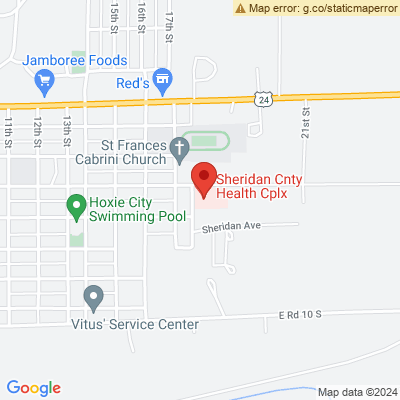 Map error: g.co/staticmaperror
15th St
16th St
17th St
Jamboree Foods
Red's
24
11th St
12th St
13th St
21st St
St Frances
Cabrini Church
Sheridan Cnty
Health Cplx
Hoxie City
Swimming Pool
Sheridan Ave
Vitus' Service Center
E Rd 10 S
Google
Map data ©2024